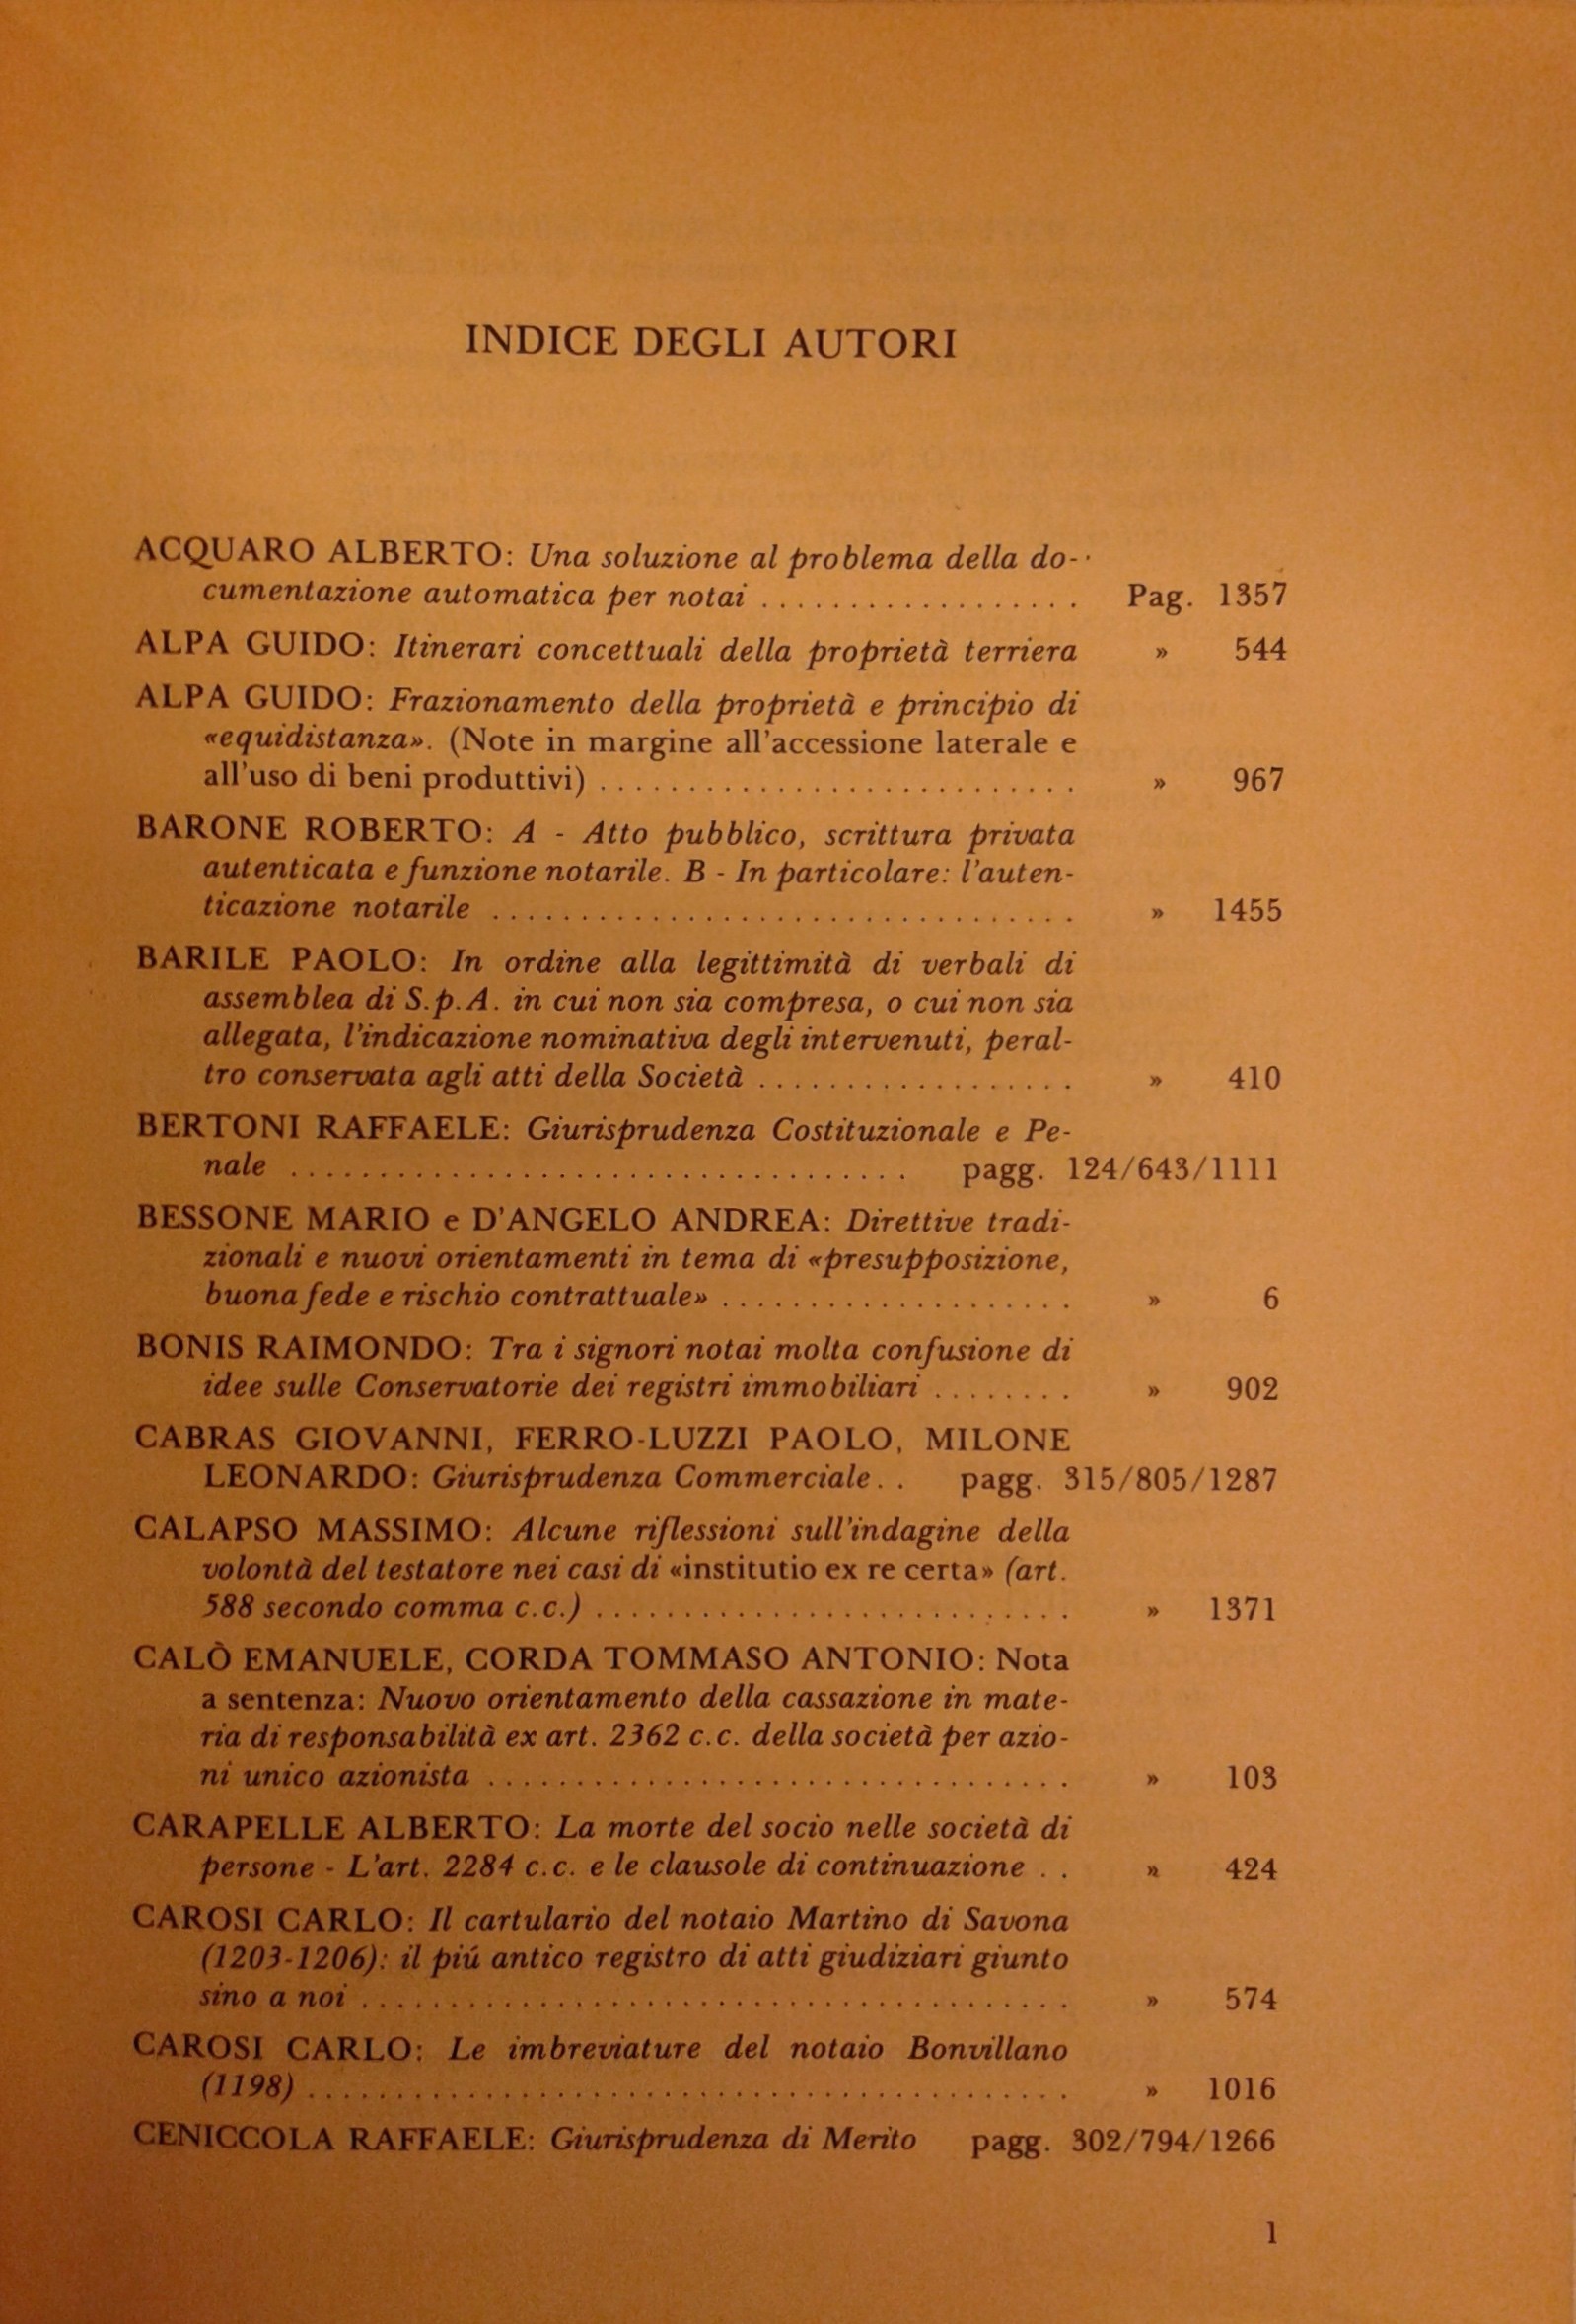 INDICE DEGLI AUTORI
ACQUARO ALBERTO: Una soluzione al problema della do-
cumentazione automatica per notai .................. Pag. 1357
ALPA GUIDO: Itinerari concettuali della proprietà terriera » 544
ALPA GUIDO: Frazionamento della proprietà e principio di
«equidistanza». (Note in margine all'accessione laterale e
all'uso di beni produttivi) ........................... » 967
BARONE ROBERTO: A - Atto pubblico, scrittura privata
autenticata e funzione notarile. B - In particolare: l'auten-
ticazione notarile ................................. » 1455
BARILE PAOLO: In ordine alla legittimità di verbali di
assemblea di S.p.A. in cui non sia compresa, o cui non sia
allegata, l'indicazione nominativa degli intervenuti, peral-
tro conservata agli atti della Società .................. » 410
BERTONI RAFFAELE: Giurisprudenza Costituzionale e Pe-
nale .................................. pagg. 124/643/1111
BESSONE MARIO e D'ANGELO ANDREA: Direttive tradi-
zionali e nuovi orientamenti in tema di «presupposizione,
buona fede e rischio contrattuale» .................... » 6
BONIS RAIMONDO: Tra i signori notai molta confusione di
idee sulle Conservatorie dei registri immobiliari ........ » 902
CABRAS GIOVANNI, FERRO-LUZZI PAOLO, MILONE
LEONARDO: Giurisprudenza Commerciale. . pagg. 315/805/1287
CALAPSO MASSIMO: Alcune riflessioni sull'indagine della
volontà del testatore nei casi di «institutio ex re certa» (art.
588 secondo comma c.c.) ........................... » 1371
CALÒ EMANUELE, CORDA TOMMASO ANTONIO: Nota
a sentenza: Nuovo orientamento della cassazione in mate-
ria di responsabilità ex art. 2362 c.c. della società per azio-
ni unico azionista ................................. » 103
CARAPELLE ALBERTO: La morte del socio nelle società di
persone - L'art. 2284 c.c. e le clausole di continuazione . . » 424
CAROSI CARLO: Il cartulario del notaio Martino di Savona
(1203-1206): il piú antico registro di atti giudiziari giunto
sino a noi ........................................ » 574
CAROSI CARLO: Le imbreviature del notaio Bonvillano
(1198) ........................................... » 1016
CENICCOLA RAFFAELE: Giurisprudenza di Merito pagg. 302/794/1266
1